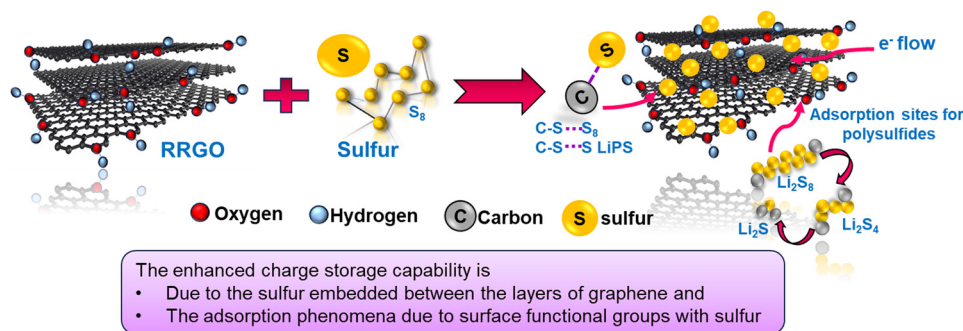 RRGO
S
S₈
Sulfur
S
C
C-S┅S₈
C-S┅S LiPS
e⁻ flow
Adsorption sites for
polysulfides
Li₂S₈
Li₂S
Li₂S₄
Oxygen
Hydrogen
C
Carbon
S
sulfur
The enhanced charge storage capability is
• Due to the sulfur embedded between the layers of graphene and
• The adsorption phenomena due to surface functional groups with sulfur